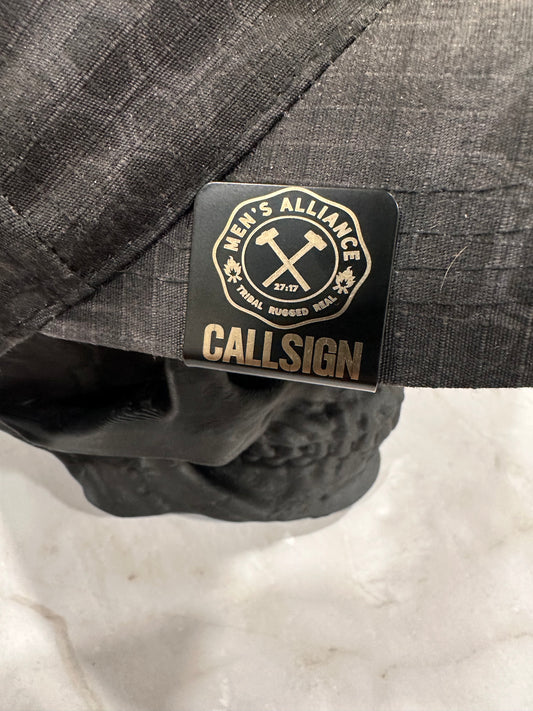 MEN'S ALLIANCE
27:17
TRIBAL RUGGED REAL
CALLSIGN